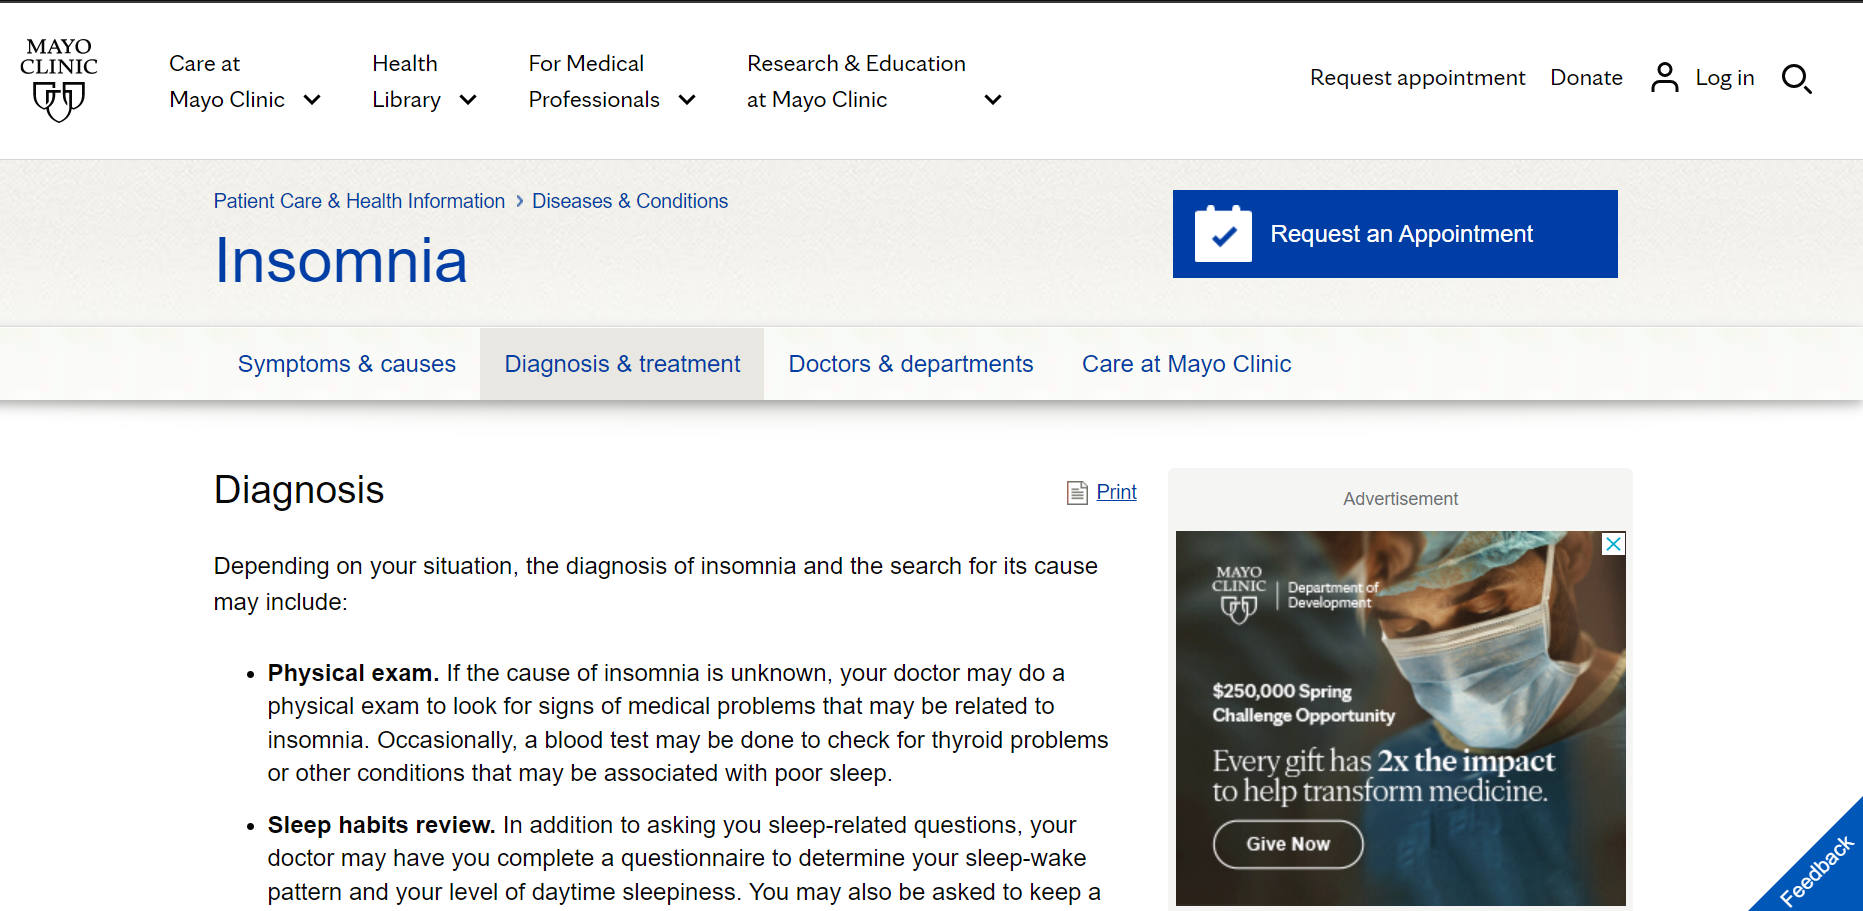 MAYO
CLINIC
Care at
Mayo Clinic
Health
Library
For Medical
Professionals
Research & Education
at Mayo Clinic
Request appointment
Donate
Log in
Patient Care & Health Information › Diseases & Conditions
Insomnia
Request an Appointment
Symptoms & causes
Diagnosis & treatment
Doctors & departments
Care at Mayo Clinic
Diagnosis
Print
Depending on your situation, the diagnosis of insomnia and the search for its cause
may include:
• Physical exam. If the cause of insomnia is unknown, your doctor may do a
physical exam to look for signs of medical problems that may be related to
insomnia. Occasionally, a blood test may be done to check for thyroid problems
or other conditions that may be associated with poor sleep.
• Sleep habits review. In addition to asking you sleep-related questions, your
doctor may have you complete a questionnaire to determine your sleep-wake
pattern and your level of daytime sleepiness. You may also be asked to keep a
Advertisement
MAYO
CLINIC
Department of
Development
$250,000 Spring
Challenge Opportunity
Every gift has 2x the impact
to help transform medicine.
Give Now
Feedback